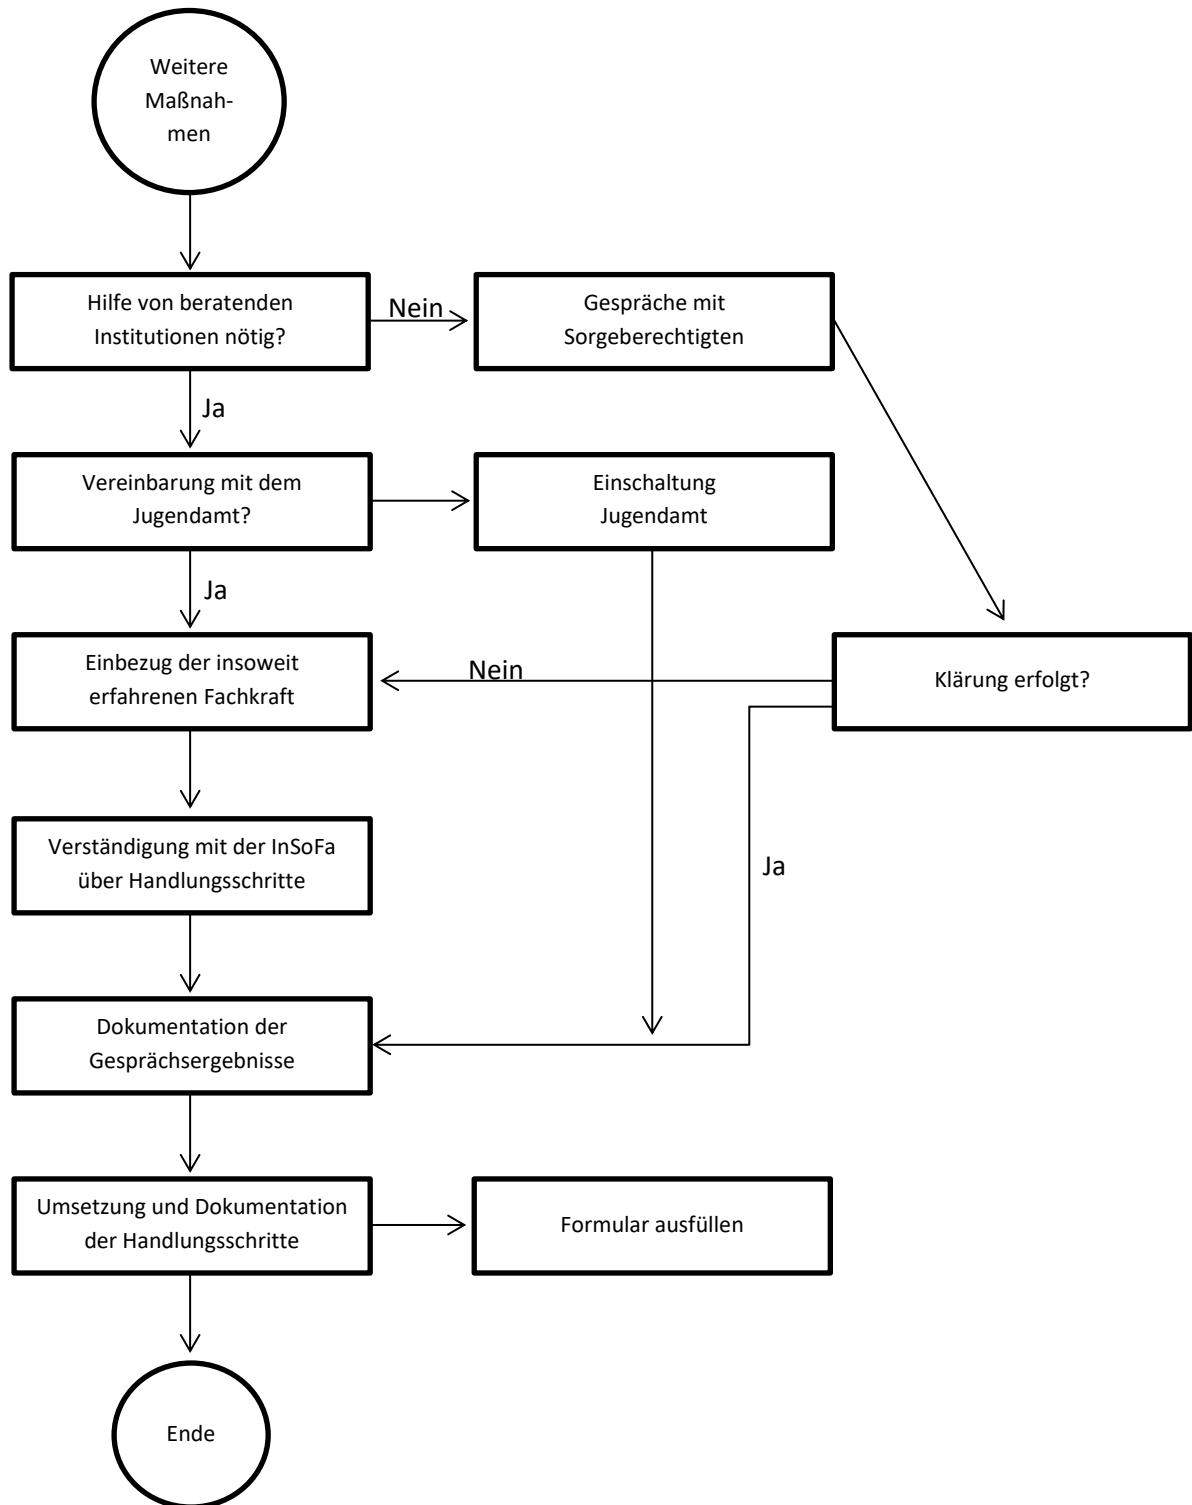 Weitere
Maßnah-
men
Hilfe von beratenden
Institutionen nötig?
Nein
Gespräche mit
Sorgeberechtigten
Ja
Vereinbarung mit dem
Jugendamt?
Einschaltung
Jugendamt
Ja
Einbezug der insoweit
erfahrenen Fachkraft
Nein
Klärung erfolgt?
Verständigung mit der InSoFa
über Handlungsschritte
Ja
Dokumentation der
Gesprächsergebnisse
Umsetzung und Dokumentation
der Handlungsschritte
Formular ausfüllen
Ende